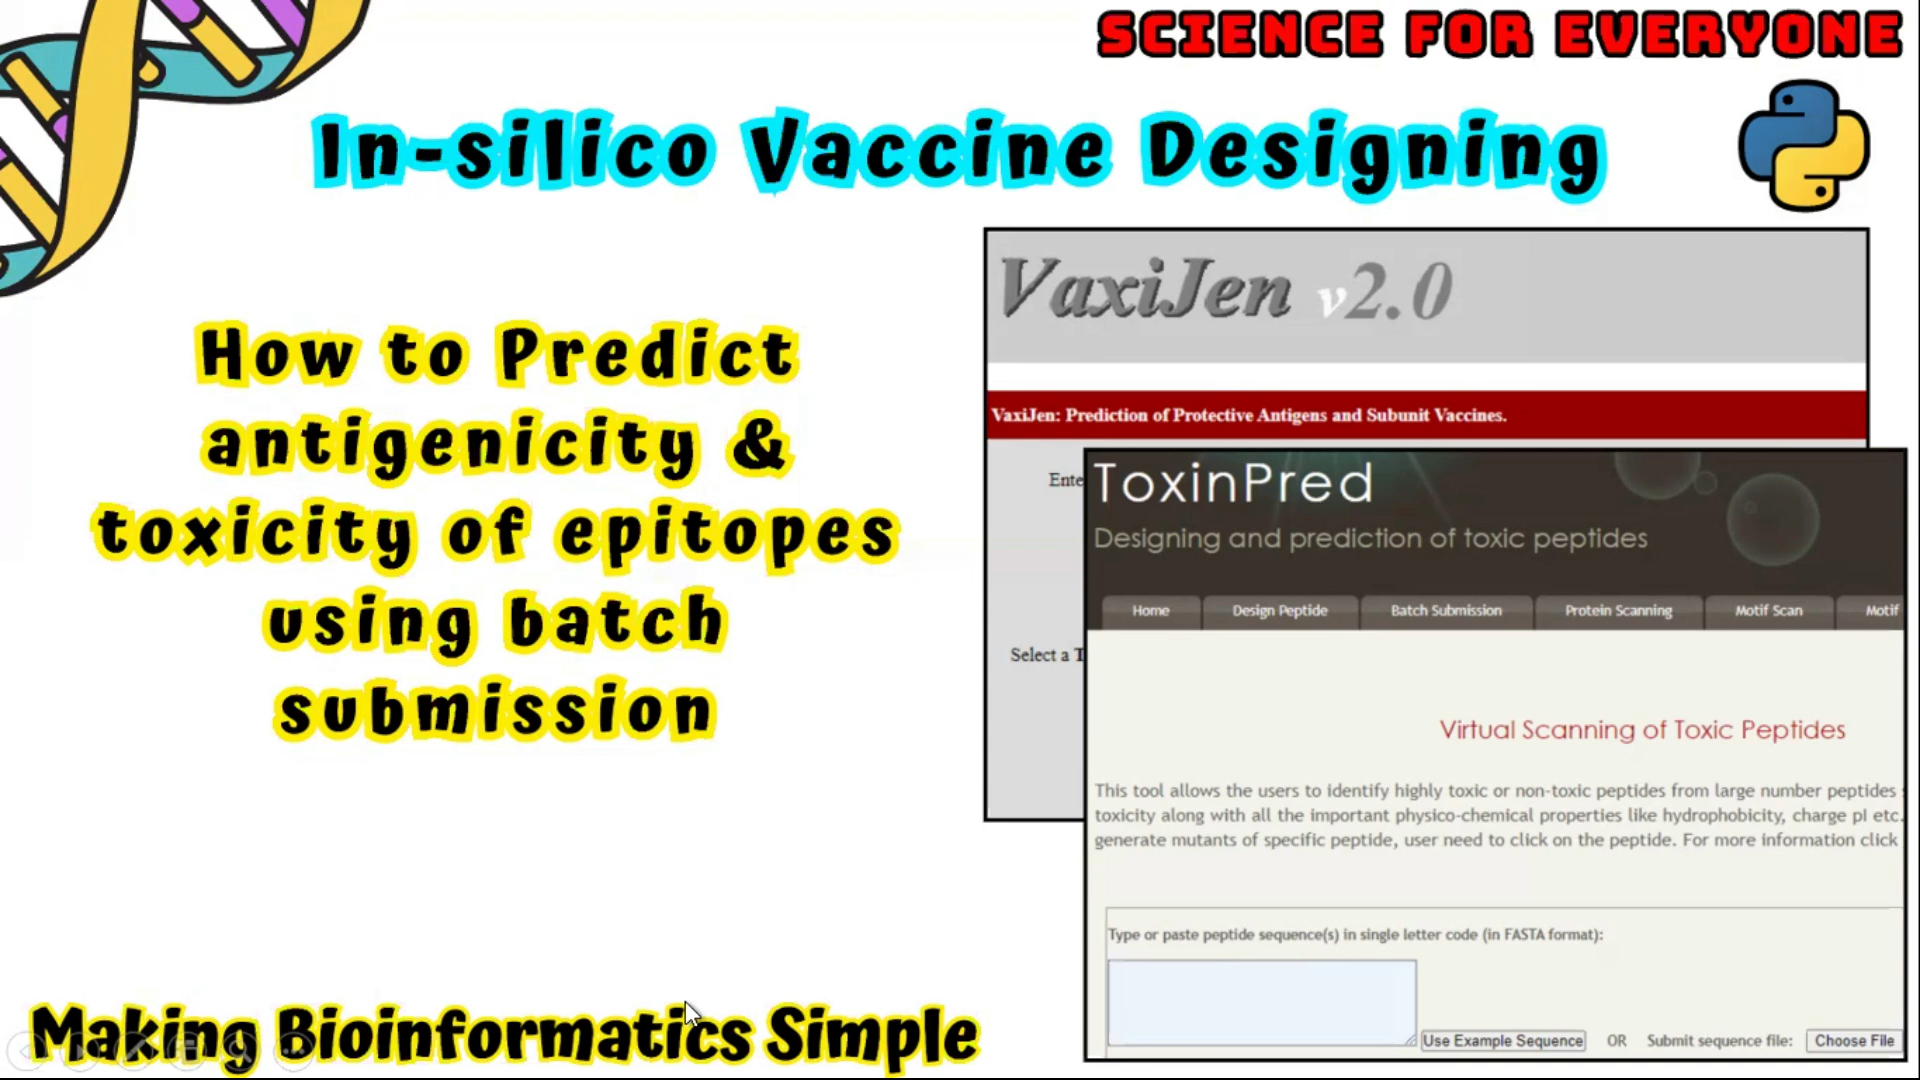 SCIENCE FOR EVERYONE
In-silico Vaccine Designing
How to Predict
antigenicity &
toxicity of epitopes
using batch
submission
VaxiJen v2.0
VaxiJen: Prediction of Protective Antigens and Subunit Vaccines.
Ente
Select a T
ToxinPred
Designing and prediction of toxic peptides
Home Design Peptide Batch Submission Protein Scanning Motif Scan Motif
Virtual Scanning of Toxic Peptides
This tool allows the users to identify highly toxic or non-toxic peptides from large number peptides
toxicity along with all the important physico-chemical properties like hydrophobicity, charge pI etc.
generate mutants of specific peptide, user need to click on the peptide. For more information click
Type or paste peptide sequence(s) in single letter code (in FASTA format):
Use Example Sequence OR Submit sequence file: Choose File
Making Bioinformatics Simple